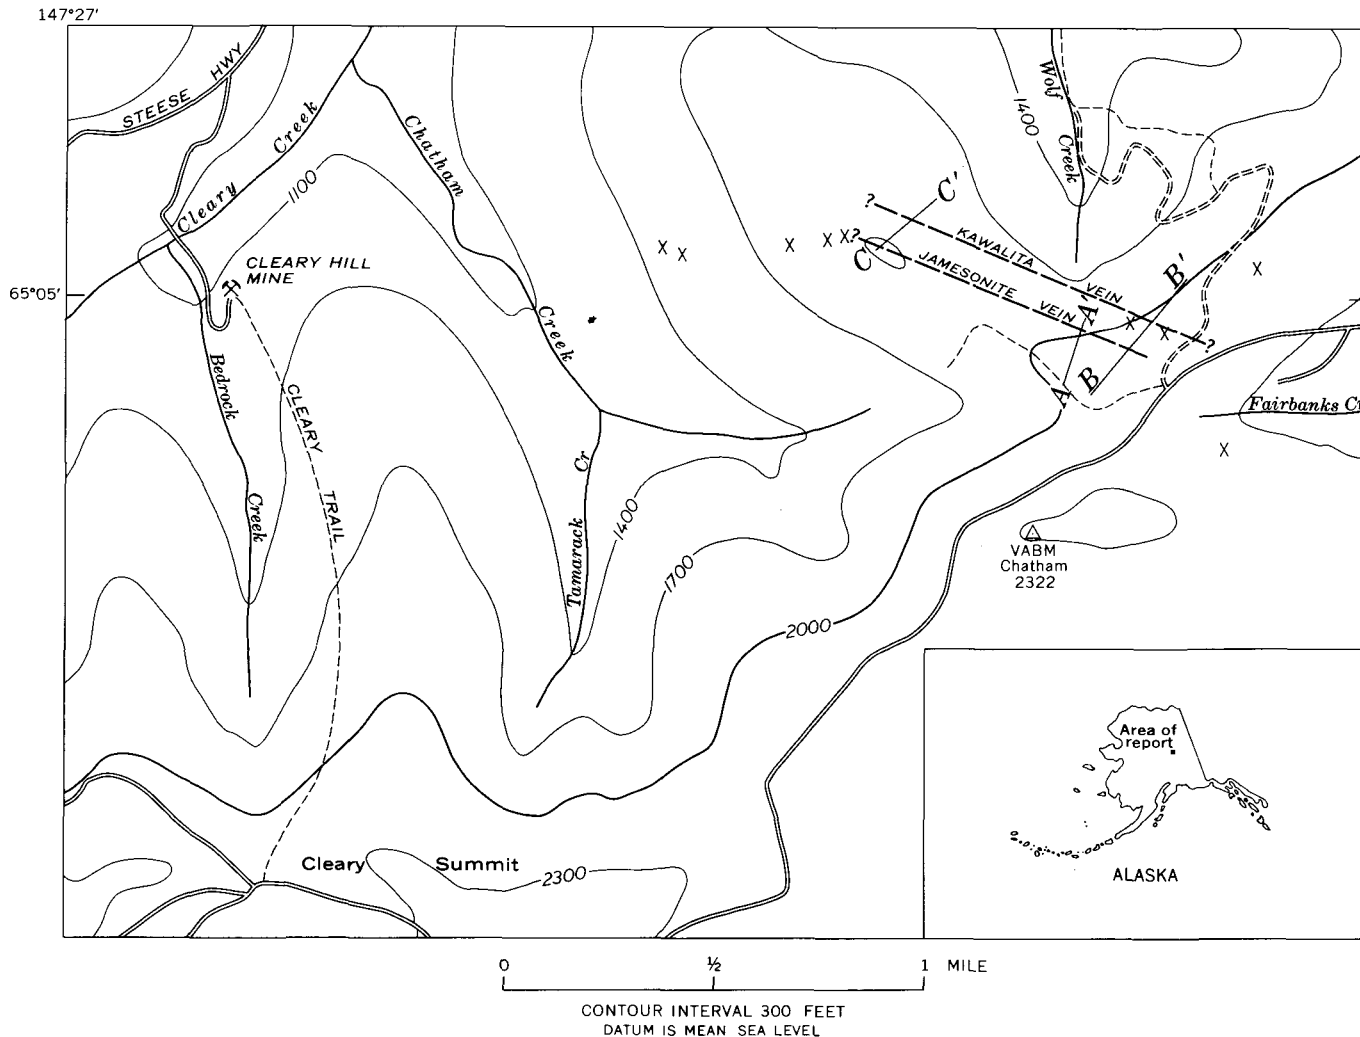 147°27'
STEESE HWY
Cleary Creek
Chatham Creek
Wolf Creek
1400
1100
C'
?
KAWALITA VEIN
?
C
JAMESONITE VEIN
B'
A'
CLEARY HILL
MINE
65°05'
X X X X X
X X X
?
A
B
Bedrock Creek
CLEARY TRAIL
Fairbanks Cr
X
Tamarack Cr
1400
1700
VABM
Chatham
2322
2000
Area of
report
ALASKA
Cleary Summit
2300
0 ½ 1 MILE
CONTOUR INTERVAL 300 FEET
DATUM IS MEAN SEA LEVEL